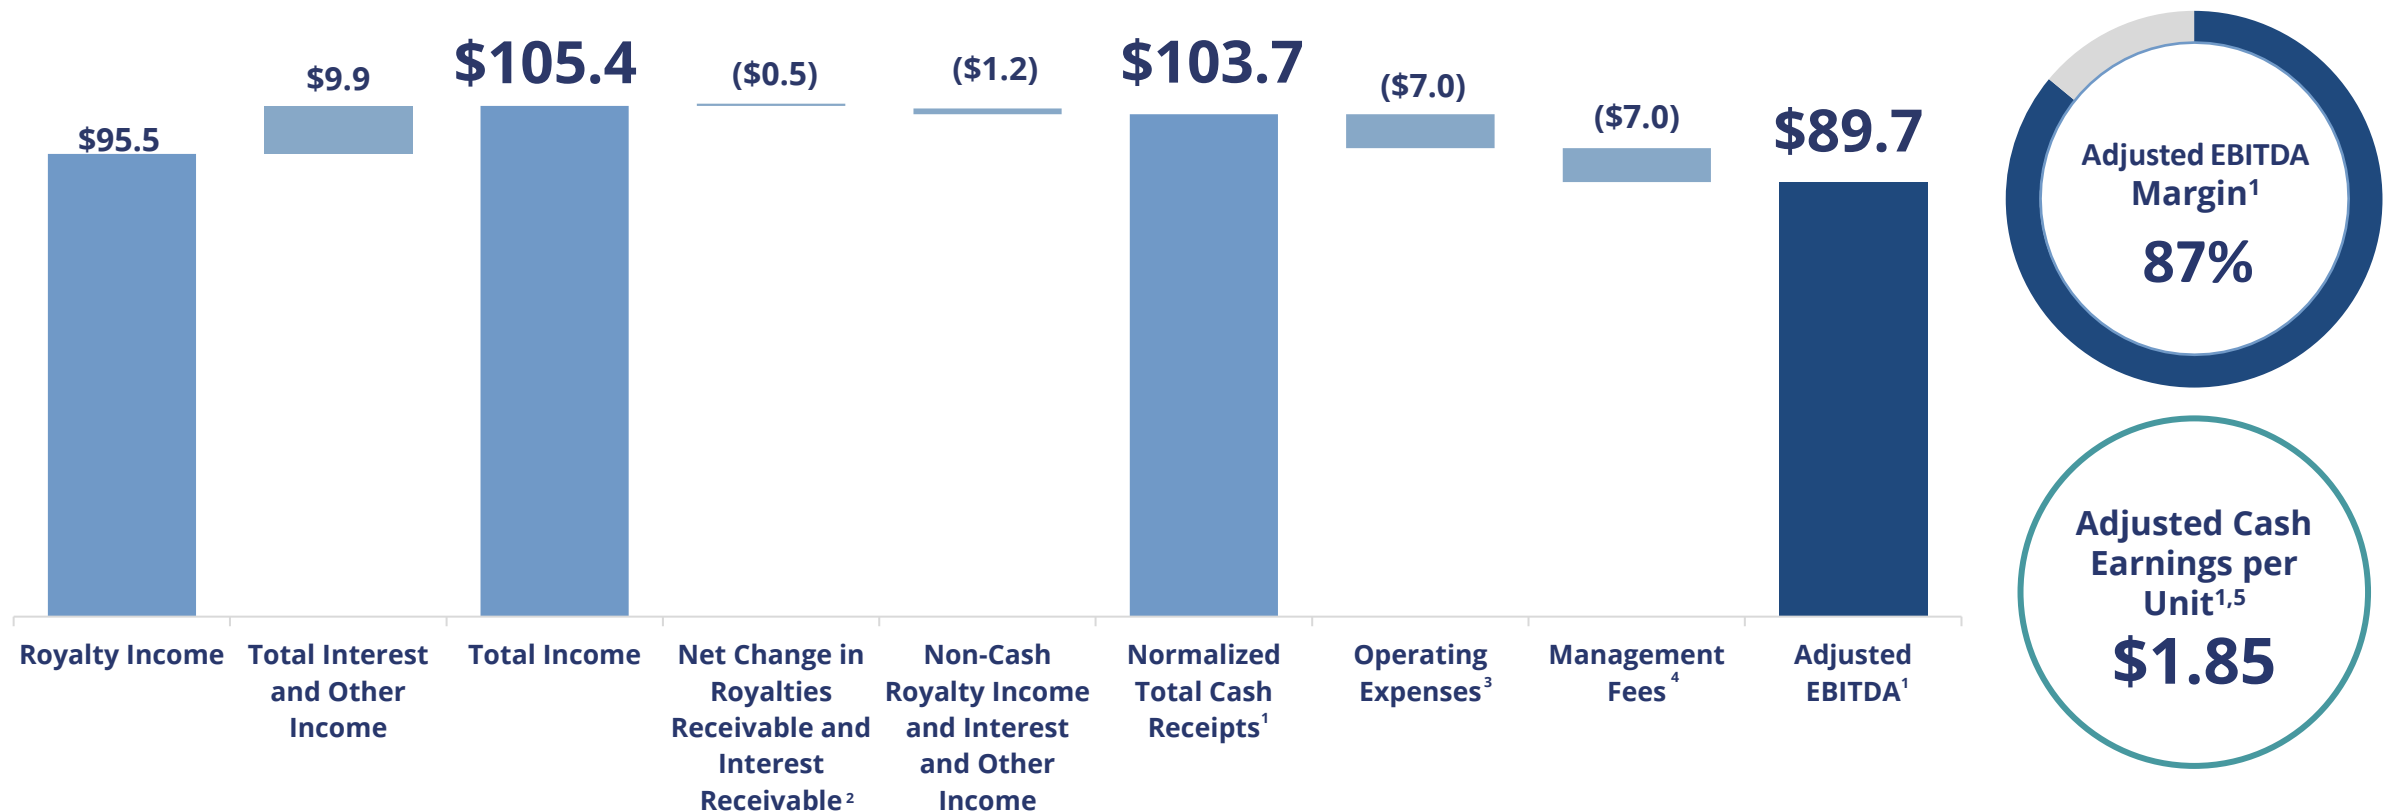 $95.5
$9.9
$105.4
($0.5)
($1.2)
$103.7
($7.0)
($7.0)
$89.7
Royalty Income
Total Interest
and Other
Income
Total Income
Net Change in
Royalties
Receivable and
Interest
Receivable²
Non-Cash
Royalty Income
and Interest
and Other
Income
Normalized
Total Cash
Receipts¹
Operating
Expenses³
Management
Fees⁴
Adjusted
EBITDA¹
Adjusted EBITDA
Margin¹
87%
Adjusted Cash
Earnings per
Unit¹,⁵
$1.85